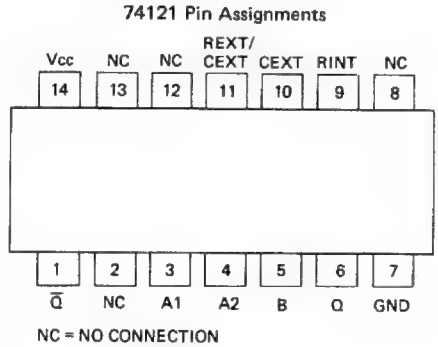 74121 Pin Assignments
REXT/
Vcc NC NC CEXT CEXT RINT NC
14 13 12 11 10 9 8
1 2 3 4 5 6 7
Q̅ NC A1 A2 B Q GND
NC = NO CONNECTION